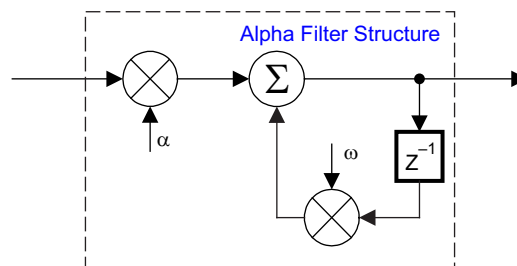 Alpha Filter Structure
Σ
α
ω
Z⁻¹